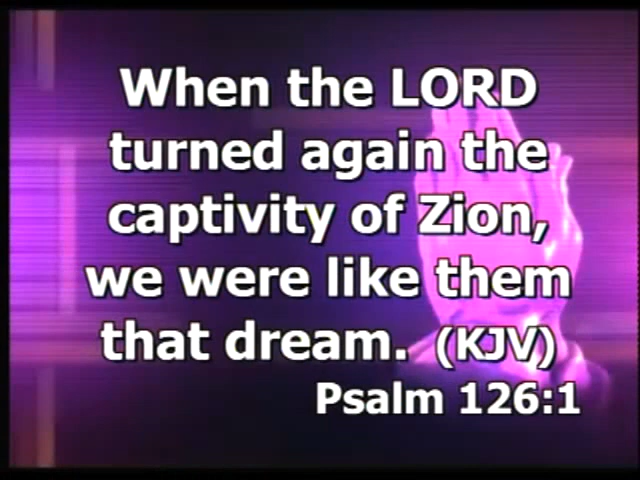 When the LORD
turned again the
captivity of Zion,
we were like them
that dream. (KJV)
Psalm 126:1